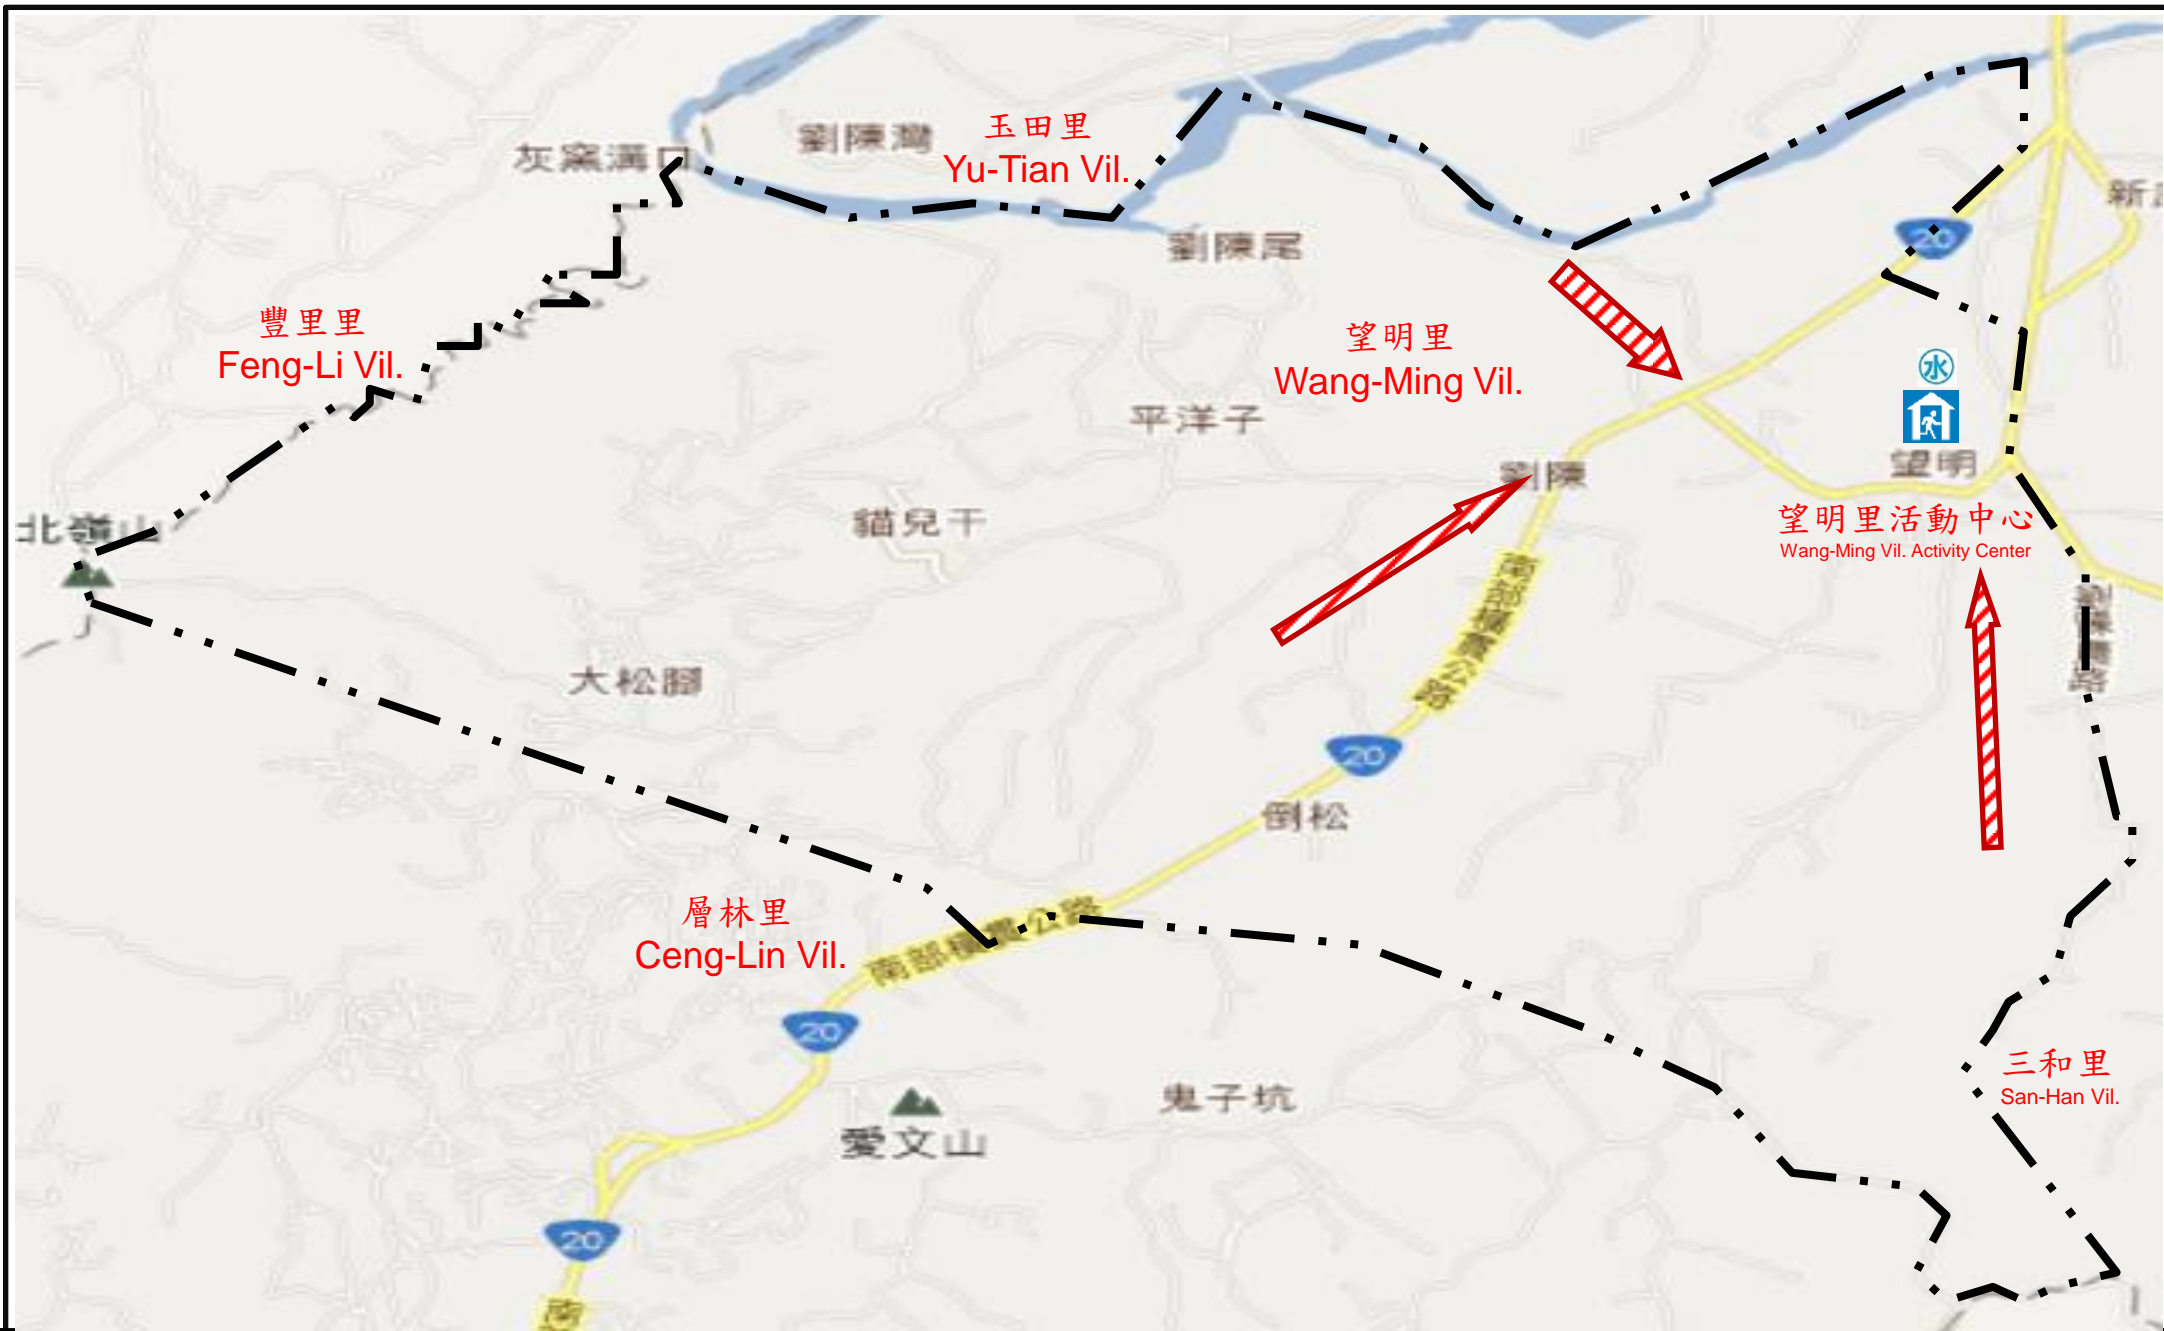 玉田里
Yu-Tian Vil.
劉陳灣
灰窯溝口
劉陳尾
20
豐里里
Feng-Li Vil.
望明里
Wang-Ming Vil.
水
平洋子
劉陳
望明
北嶺山
貓兒干
望明里活動中心
Wang-Ming Vil. Activity Center
南部橫貫公路
大松腳
20
倒松
層林里
Ceng-Lin Vil.
南部橫貫公路
20
三和里
San-Han Vil.
鬼子坑
愛文山
20
南